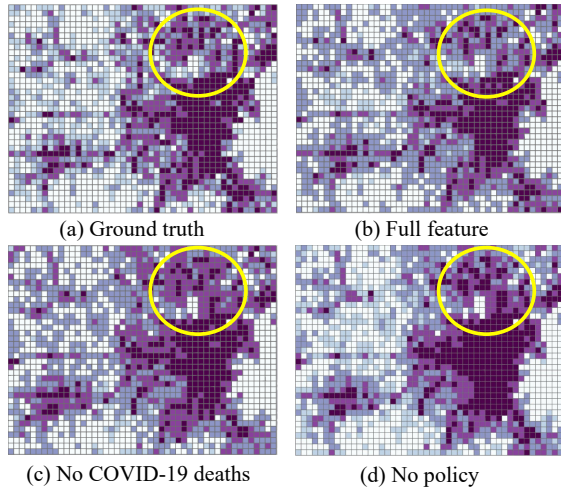 (a) Ground truth
(b) Full feature
(c) No COVID-19 deaths
(d) No policy